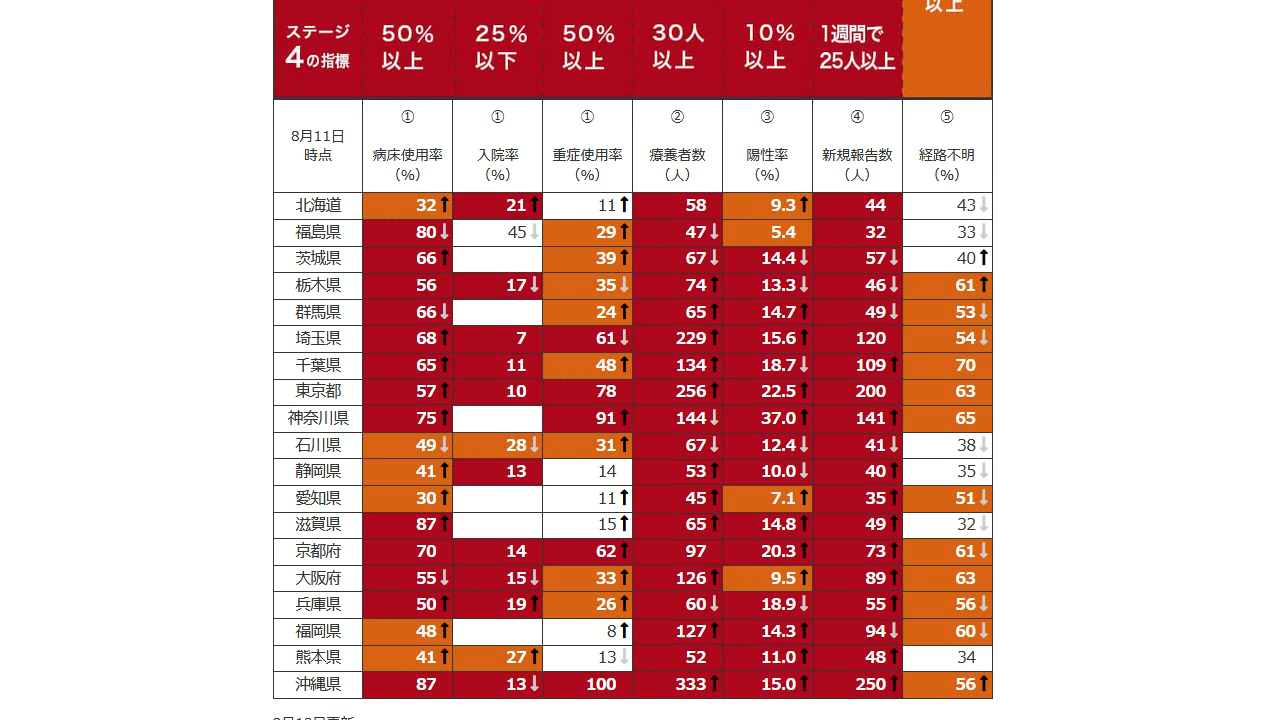 以上
ステージ 50% 25% 50% 30人 10% 1週間で
4の指標 以上 以下 以上 以上 以上 25人以上
① ① ① ② ③ ④ ⑤
8月11日
時点 病床使用率 入院率 重症使用率 療養者数 陽性率 新規報告数 経路不明
(%) (%) (%) (人) (%) (人) (%)
北海道 32↑ 21↑ 11↑ 58 9.3↑ 44 43↓
福島県 80↓ 45↓ 29↑ 47↓ 5.4 32 33↓
茨城県 66↑ 39↑ 67↓ 14.4↓ 57↓ 40↑
栃木県 56 17↓ 35↓ 74↑ 13.3↓ 46↓ 61↑
群馬県 66↓ 24↑ 65↑ 14.7↑ 49↓ 53↓
埼玉県 68↑ 7 61↓ 229↑ 15.6↑ 120 54↓
千葉県 65↑ 11 48↑ 134↑ 18.7↓ 109↑ 70
東京都 57↑ 10 78 256↑ 22.5↑ 200 63
神奈川県 75↑ 91↑ 144↓ 37.0↑ 141↑ 65
石川県 49↓ 28↓ 31↑ 67↓ 12.4↓ 41↓ 38↓
静岡県 41↑ 13 14 53↑ 10.0↓ 40↑ 35↓
愛知県 30↑ 11↑ 45↑ 7.1↑ 35↑ 51↓
滋賀県 87↑ 15↑ 65↑ 14.8↑ 49↑ 32↓
京都府 70 14 62↑ 97 20.3↑ 73↑ 61↓
大阪府 55↓ 15↓ 33↑ 126↑ 9.5↑ 89↑ 63
兵庫県 50↑ 19↑ 26↑ 60↓ 18.9↓ 55↑ 56↓
福岡県 48↑ 8↑ 127↑ 14.3↑ 94↓ 60↓
熊本県 41↑ 27↑ 13↓ 52 11.0↑ 48↑ 34
沖縄県 87 13↓ 100 333↑ 15.0↑ 250↑ 56↑